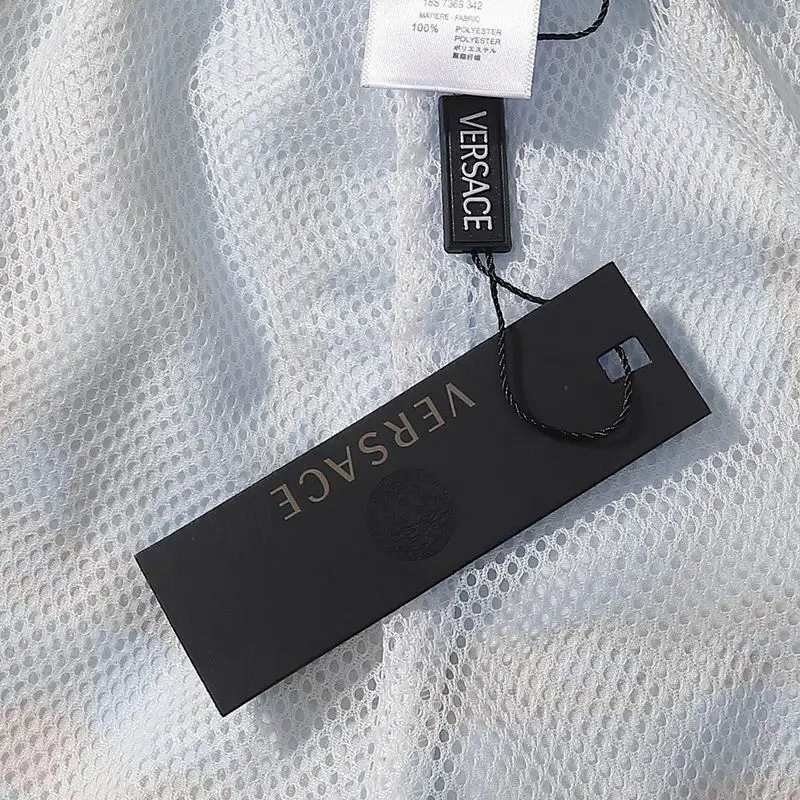 18S 7369 342
MATIERE - FABRIC
100% POLYESTER
POLYESTER
ポリエステル
聚酯纤维
VERSACE
VERSACE